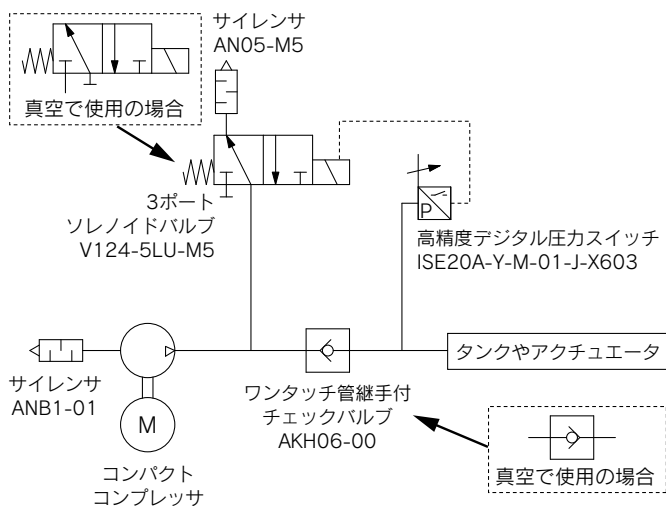 サイレンサ
AN05-M5
真空で使用の場合
3ポート
ソレノイドバルブ
V124-5LU-M5
P
高精度デジタル圧力スイッチ
ISE20A-Y-M-01-J-X603
タンクやアクチュエータ
サイレンサ
ANB1-01
M
コンパクト
コンプレッサ
ワンタッチ管継手付
チェックバルブ
AKH06-00
真空で使用の場合